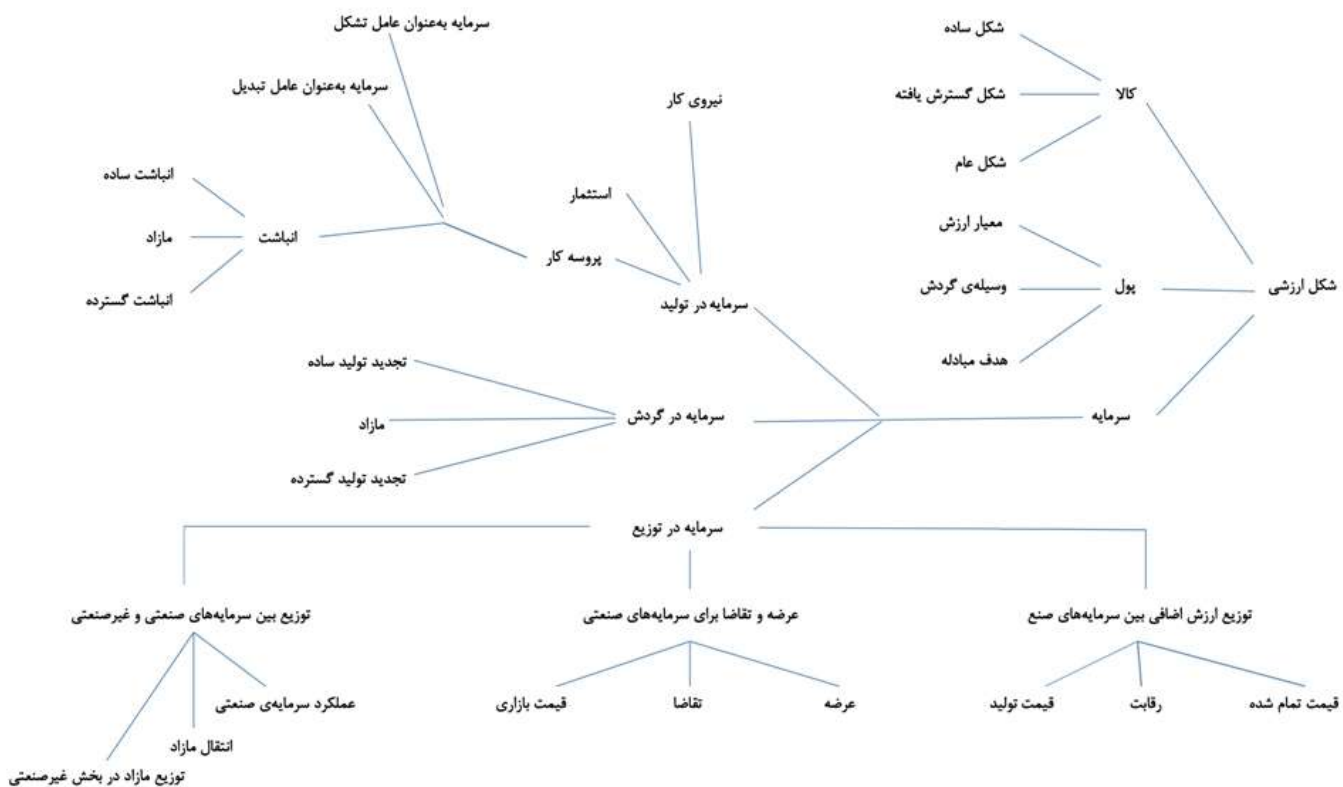 سرمایه به‌عنوان عامل تشکل
سرمایه به‌عنوان عامل تبدیل
انباشت ساده
مازاد
انباشت گسترده
انباشت
نیروی کار
استثمار
پروسه کار
سرمایه در تولید
شکل ساده
شکل گسترش یافته
شکل عام
کالا
معیار ارزش
وسیله‌ی گردش
هدف مبادله
پول
شکل ارزشی
سرمایه
تجدید تولید ساده
مازاد
تجدید تولید گسترده
سرمایه در گردش
سرمایه در توزیع
توزیع ارزش اضافی بین سرمایه‌های صنع
عرضه و تقاضا برای سرمایه‌های صنعتی
توزیع بین سرمایه‌های صنعتی و غیرصنعتی
قیمت تمام شده
رقابت
قیمت تولید
عرضه
تقاضا
قیمت بازاری
عملکرد سرمایه‌ی صنعتی
انتقال مازاد
توزیع مازاد در بخش غیرصنعتی